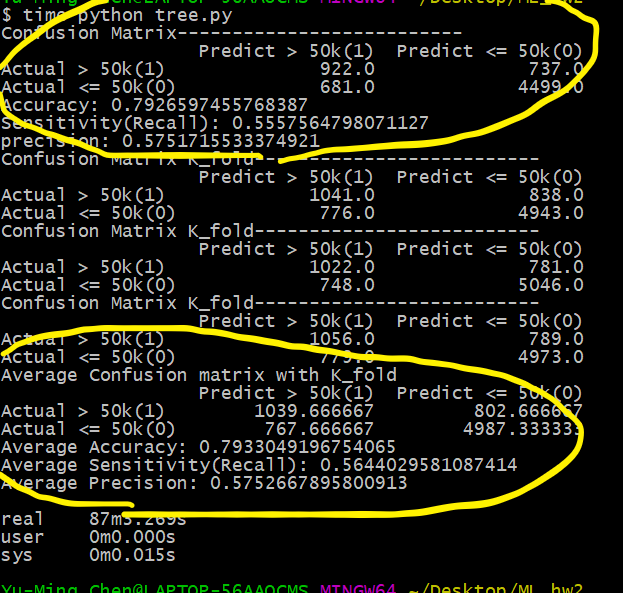 Yu-Ming Chen@LAPTOP-56AAOCMS MINGW64 ~/Desktop/ML_hw2
$ time python tree.py
Confusion Matrix--------------------------
Predict > 50k(1) Predict <= 50k(0)
Actual > 50k(1) 922.0 737.0
Actual <= 50k(0) 681.0 4499.0
Accuracy: 0.7926597455768387
Sensitivity(Recall): 0.5557564798071127
precision: 0.5751715533374921
Confusion Matrix K_fold--------------------------
Predict > 50k(1) Predict <= 50k(0)
Actual > 50k(1) 1041.0 838.0
Actual <= 50k(0) 776.0 4943.0
Confusion Matrix K_fold--------------------------
Predict > 50k(1) Predict <= 50k(0)
Actual > 50k(1) 1022.0 781.0
Actual <= 50k(0) 748.0 5046.0
Confusion Matrix K_fold--------------------------
Predict > 50k(1) Predict <= 50k(0)
Actual > 50k(1) 1056.0 789.0
Actual <= 50k(0) 779.0 4973.0
Average Confusion matrix with K_fold
Predict > 50k(1) Predict <= 50k(0)
Actual > 50k(1) 1039.666667 802.666667
Actual <= 50k(0) 767.666667 4987.333333
Average Accuracy: 0.7933049196754065
Average Sensitivity(Recall): 0.5644029581087414
Average Precision: 0.5752667895800913
real 87m3.269s
user 0m0.000s
sys 0m0.015s
Yu-Ming Chen@LAPTOP-56AAOCMS MINGW64 ~/Desktop/ML_hw2